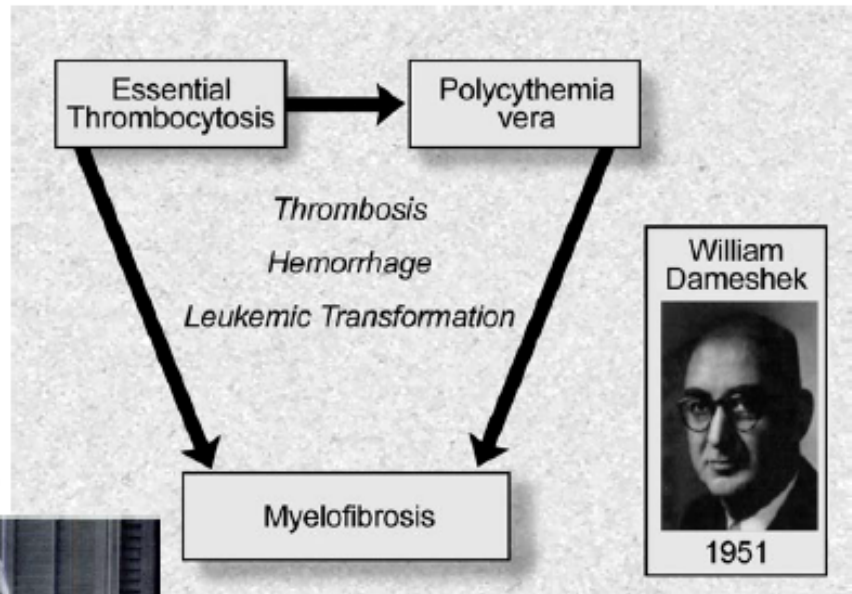 Essential
Thrombocytosis
Polycythemia
vera
Thrombosis
Hemorrhage
Leukemic Transformation
William
Dameshek
1951
Myelofibrosis